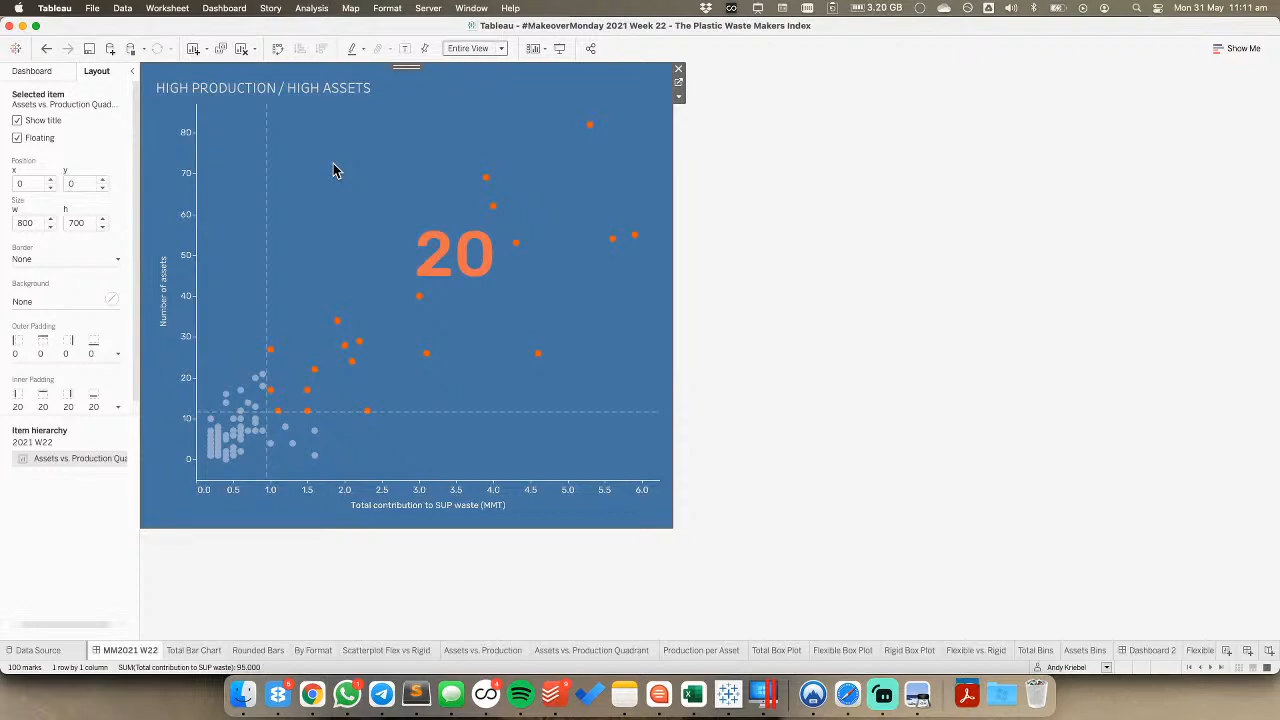 Tableau File Data Worksheet Dashboard Story Analysis Map Format Server Window Help 3.20 GB Mon 31 May 11:11 am
Tableau - #MakeoverMonday 2021 Week 22 - The Plastic Waste Makers Index
Entire View Show Me
Dashboard Layout
Selected item
Assets vs. Production Quad...
Show title
Floating
Position
x y
0 0
Size
w h
800 700
Border
None
Background
None
Outer Padding
0 0 0 0
Inner Padding
20 20 20 20
Item hierarchy
2021 W22
Assets vs. Production Qua
HIGH PRODUCTION / HIGH ASSETS
20
Number of assets
80
70
60
50
40
30
20
10
0
0.0 0.5 1.0 1.5 2.0 2.5 3.0 3.5 4.0 4.5 5.0 5.5 6.0
Total contribution to SUP waste (MMT)
Data Source MM2021 W22 Total Bar Chart Rounded Bars By Format Scatterplot Flex vs Rigid Assets vs. Production Assets vs. Production Quadrant Production per Asset Total Box Plot Flexible Box Plot Rigid Box Plot Flexible vs. Rigid Total Bins Assets Bins Dashboard 2 Flexible
100 marks 1 row by 1 column SUM(Total contribution to SUP waste): 95.000 Andy Kriebel
5 1 4 9